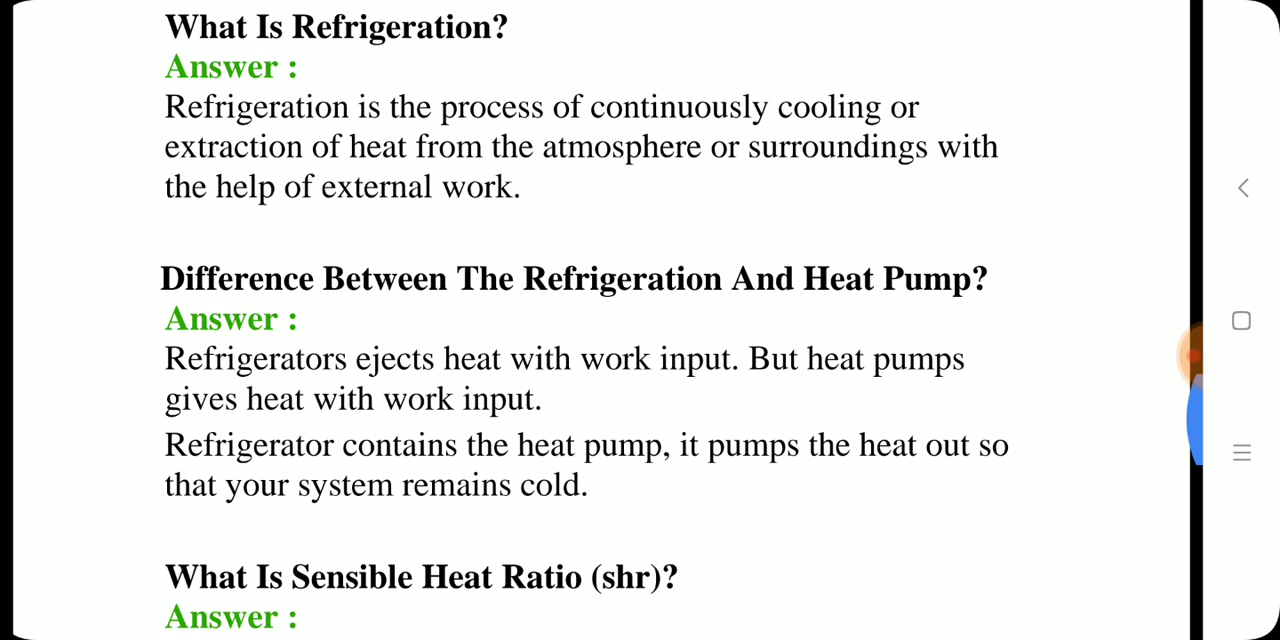 What Is Refrigeration?
Answer :
Refrigeration is the process of continuously cooling or
extraction of heat from the atmosphere or surroundings with
the help of external work.
Difference Between The Refrigeration And Heat Pump?
Answer :
Refrigerators ejects heat with work input. But heat pumps
gives heat with work input.
Refrigerator contains the heat pump, it pumps the heat out so
that your system remains cold.
What Is Sensible Heat Ratio (shr)?
Answer :